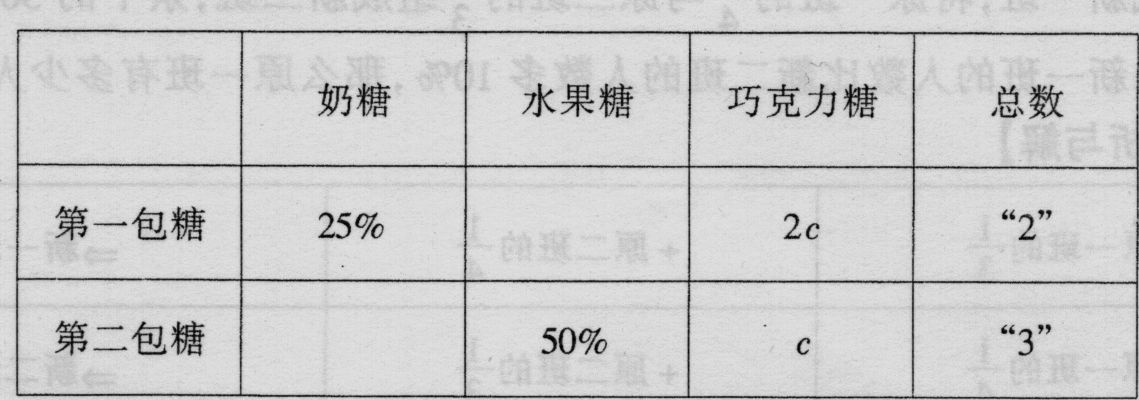 奶糖 水果糖 巧克力糖 总数
第一包糖 25% 2c “2”
第二包糖 50% c “3”